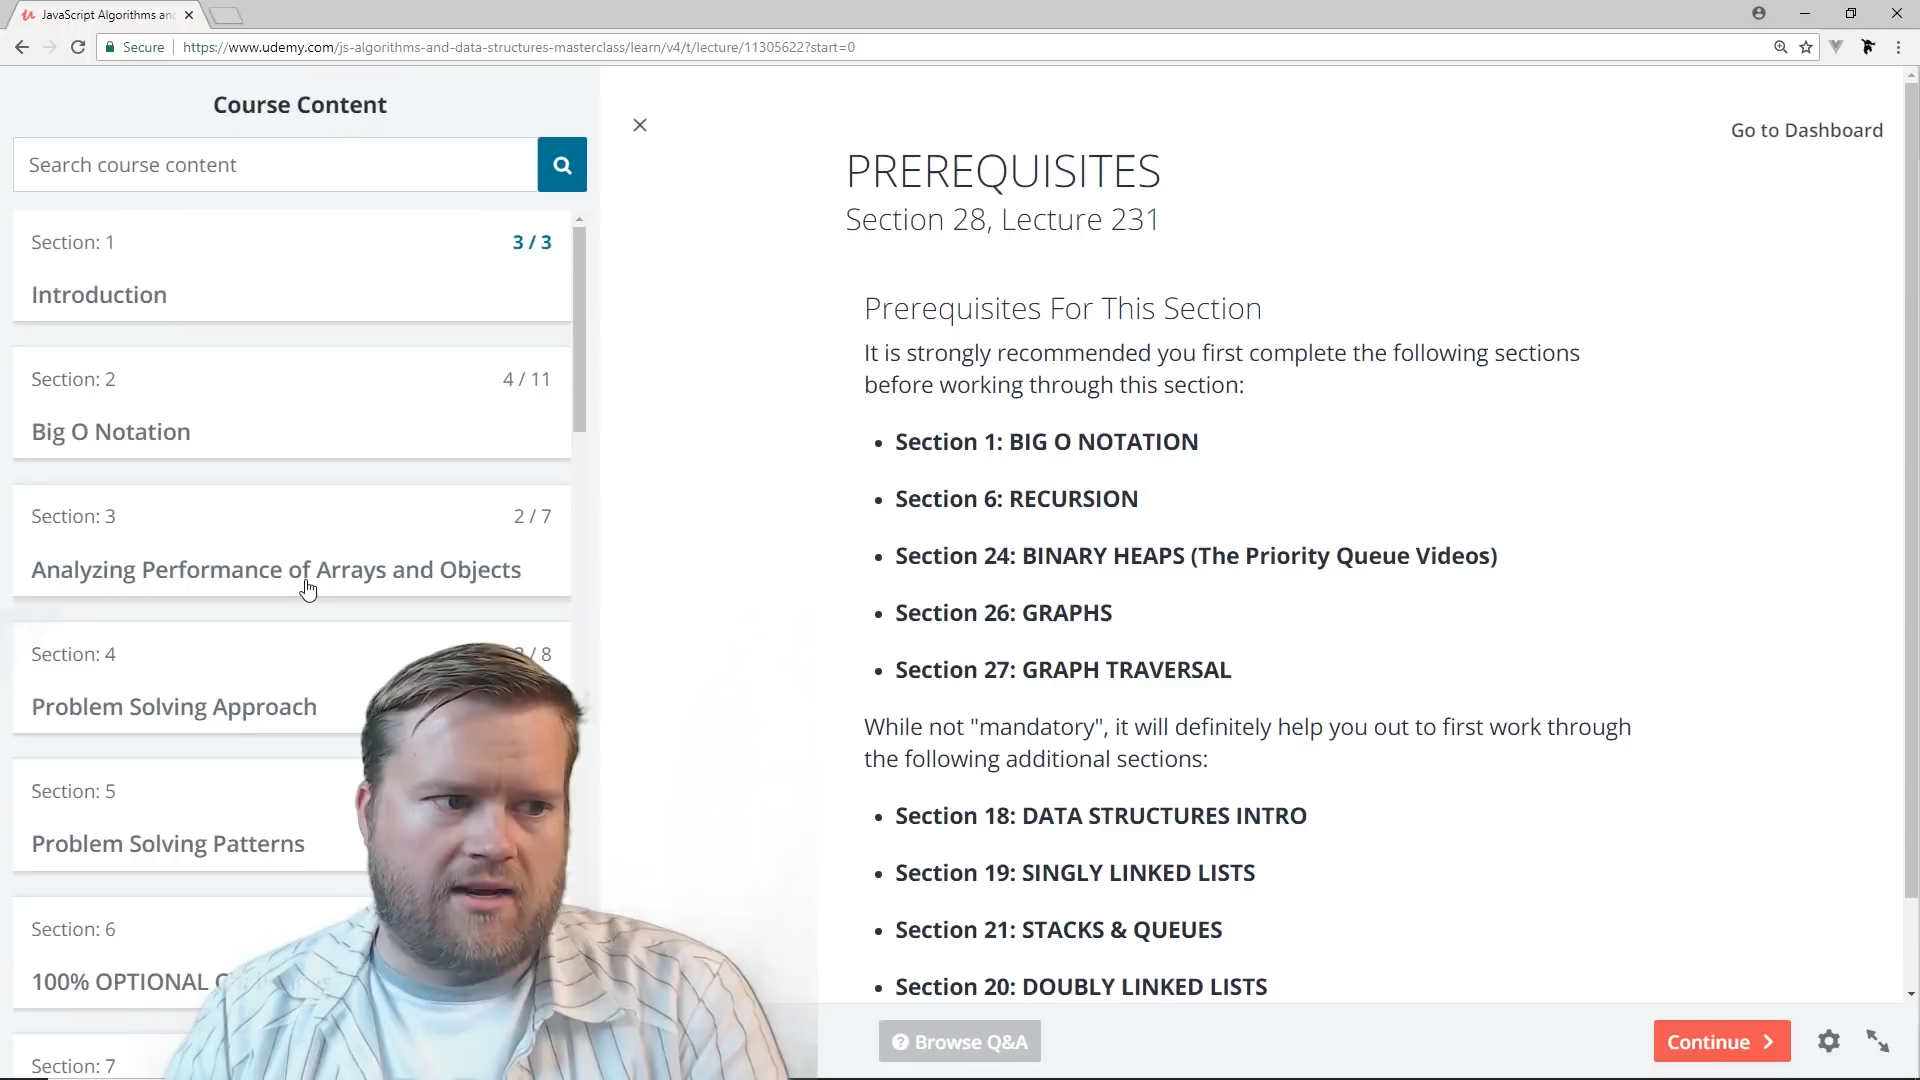 JavaScript Algorithms and
Secure https://www.udemy.com/js-algorithms-and-data-structures-masterclass/learn/v4/t/lecture/11305622?start=0
Course Content
Search course content
Section: 1 3 / 3
Introduction
Section: 2 4 / 11
Big O Notation
Section: 3 2 / 7
Analyzing Performance of Arrays and Objects
Section: 4 / 8
Problem Solving Approach
Section: 5
Problem Solving Patterns
Section: 6
100% OPTIONAL
Section: 7
Go to Dashboard
PREREQUISITES
Section 28, Lecture 231
Prerequisites For This Section
It is strongly recommended you first complete the following sections
before working through this section:
• Section 1: BIG O NOTATION
• Section 6: RECURSION
• Section 24: BINARY HEAPS (The Priority Queue Videos)
• Section 26: GRAPHS
• Section 27: GRAPH TRAVERSAL
While not "mandatory", it will definitely help you out to first work through
the following additional sections:
• Section 18: DATA STRUCTURES INTRO
• Section 19: SINGLY LINKED LISTS
• Section 21: STACKS & QUEUES
• Section 20: DOUBLY LINKED LISTS
Browse Q&A
Continue